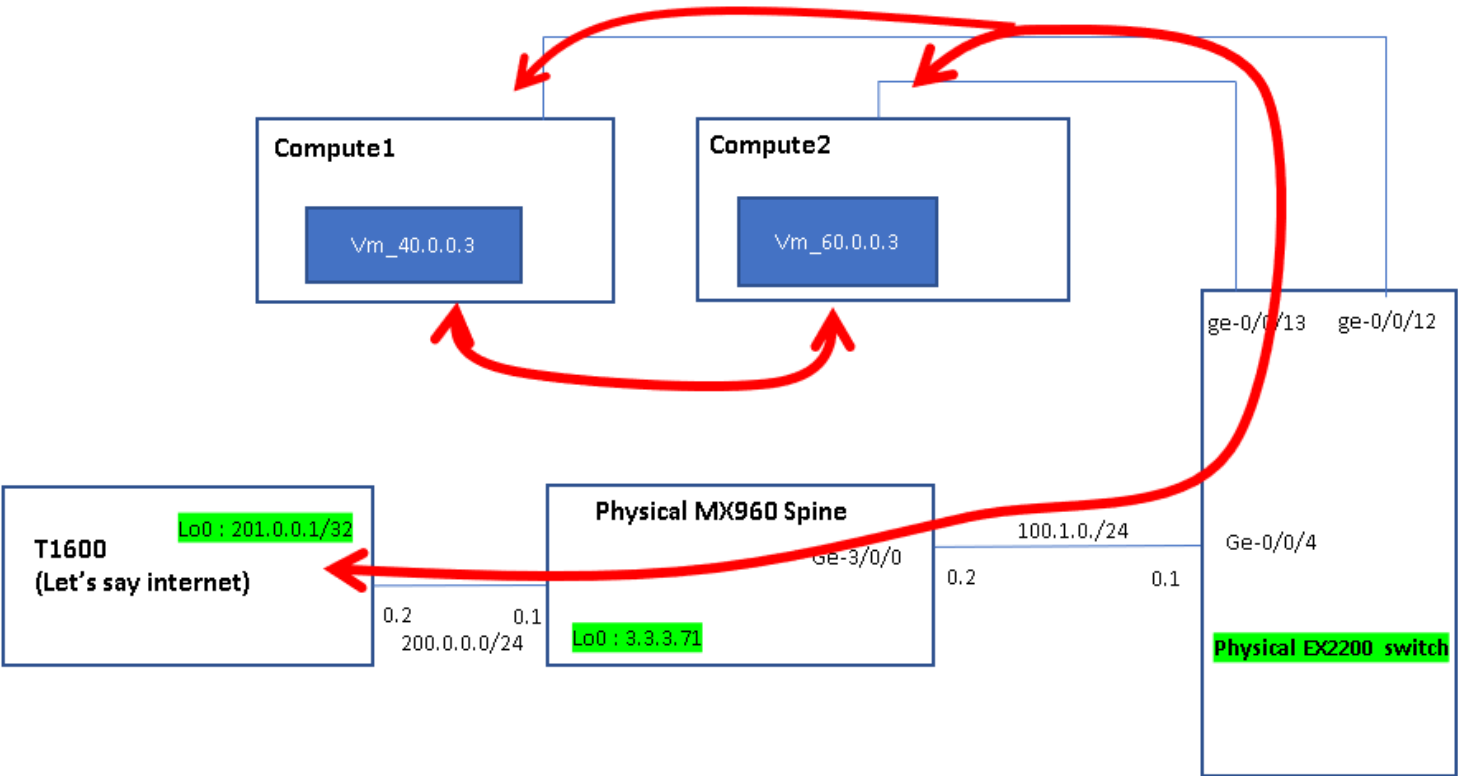 Compute1
Vm_40.0.0.3
Compute2
Vm_60.0.0.3
ge-0/0/13
ge-0/0/12
T1600
(Let's say internet)
Lo0 : 201.0.0.1/32
0.2
0.1
200.0.0.0/24
Physical MX960 Spine
Ge-3/0/0
Lo0 : 3.3.3.71
100.1.0./24
0.2
0.1
Ge-0/0/4
Physical EX2200 switch